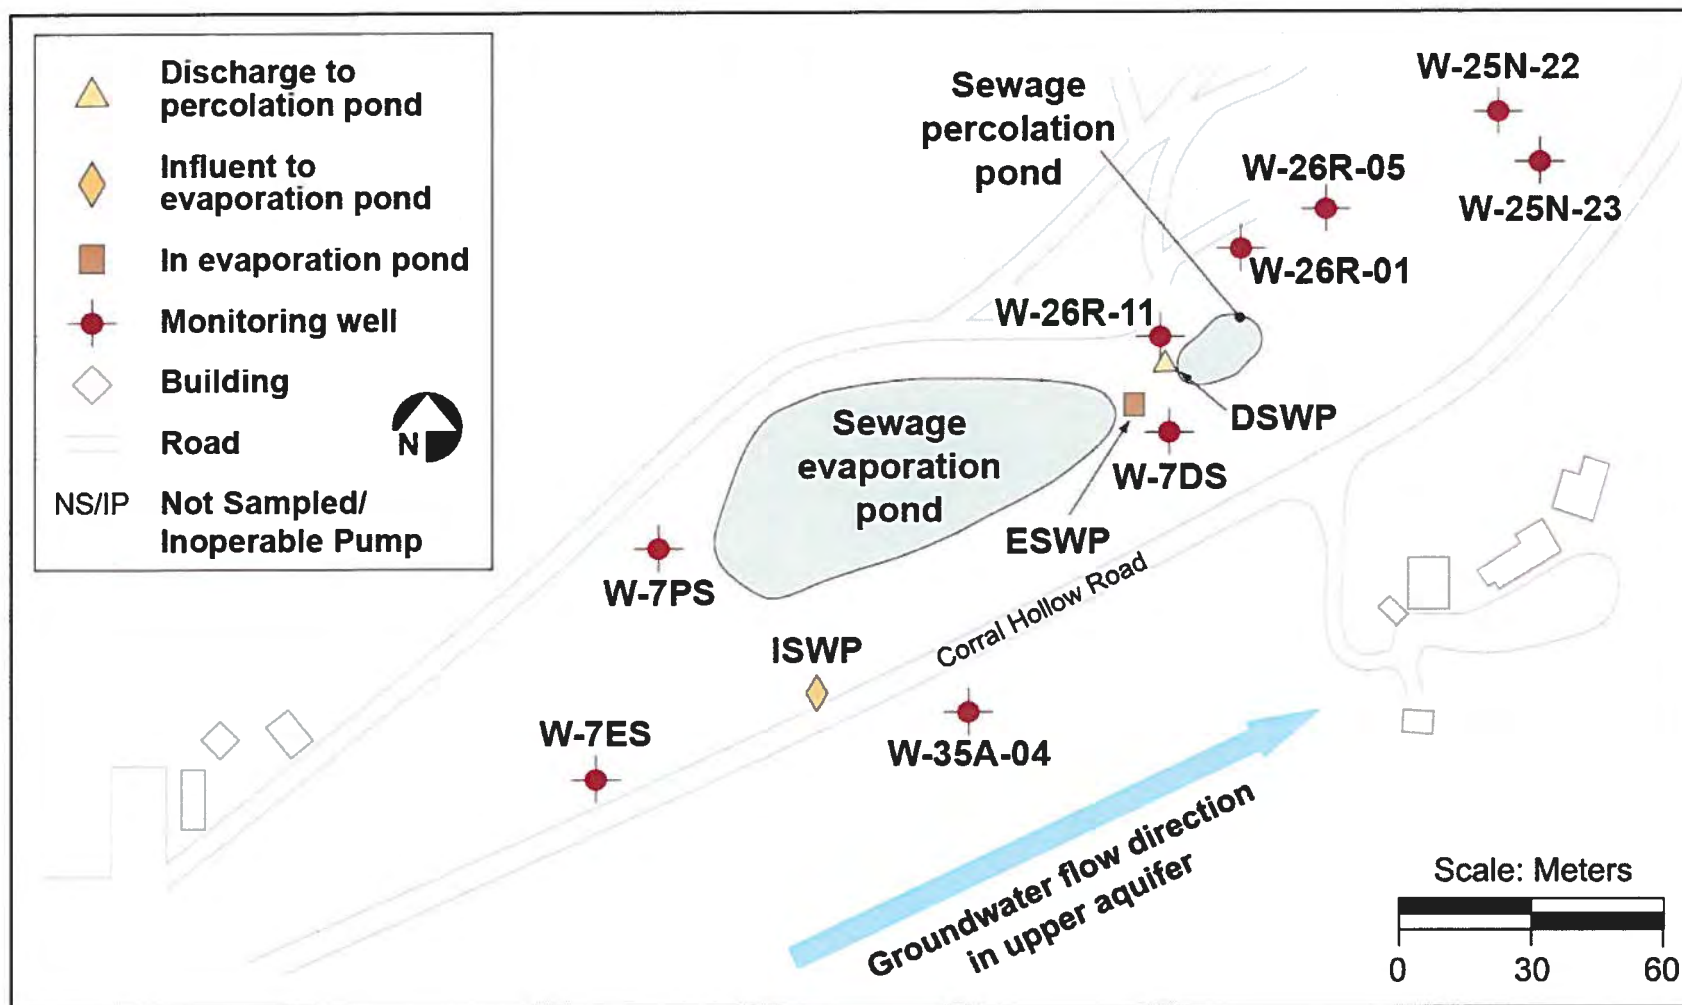 Discharge to
percolation pond
Influent to
evaporation pond
In evaporation pond
Monitoring well
Building
Road
N
NS/IP Not Sampled/
Inoperable Pump
Sewage
percolation
pond
W-25N-22
W-26R-05
W-25N-23
W-26R-01
W-26R-11
DSWP
Sewage
evaporation
pond
W-7DS
ESWP
W-7PS
Corral Hollow Road
ISWP
W-7ES
W-35A-04
Groundwater flow direction
in upper aquifer
Scale: Meters
0 30 60